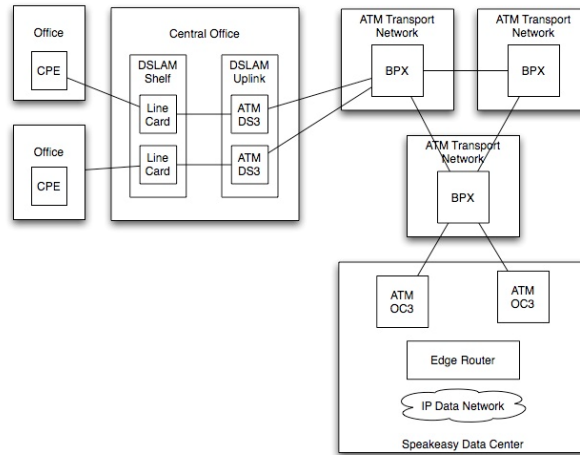 Office
CPE
Office
CPE
Central Office
DSLAM
Shelf
Line
Card
Line
Card
DSLAM
Uplink
ATM
DS3
ATM
DS3
ATM Transport
Network
BPX
ATM Transport
Network
BPX
ATM Transport
Network
BPX
ATM
OC3
ATM
OC3
Edge Router
IP Data Network
Speakeasy Data Center